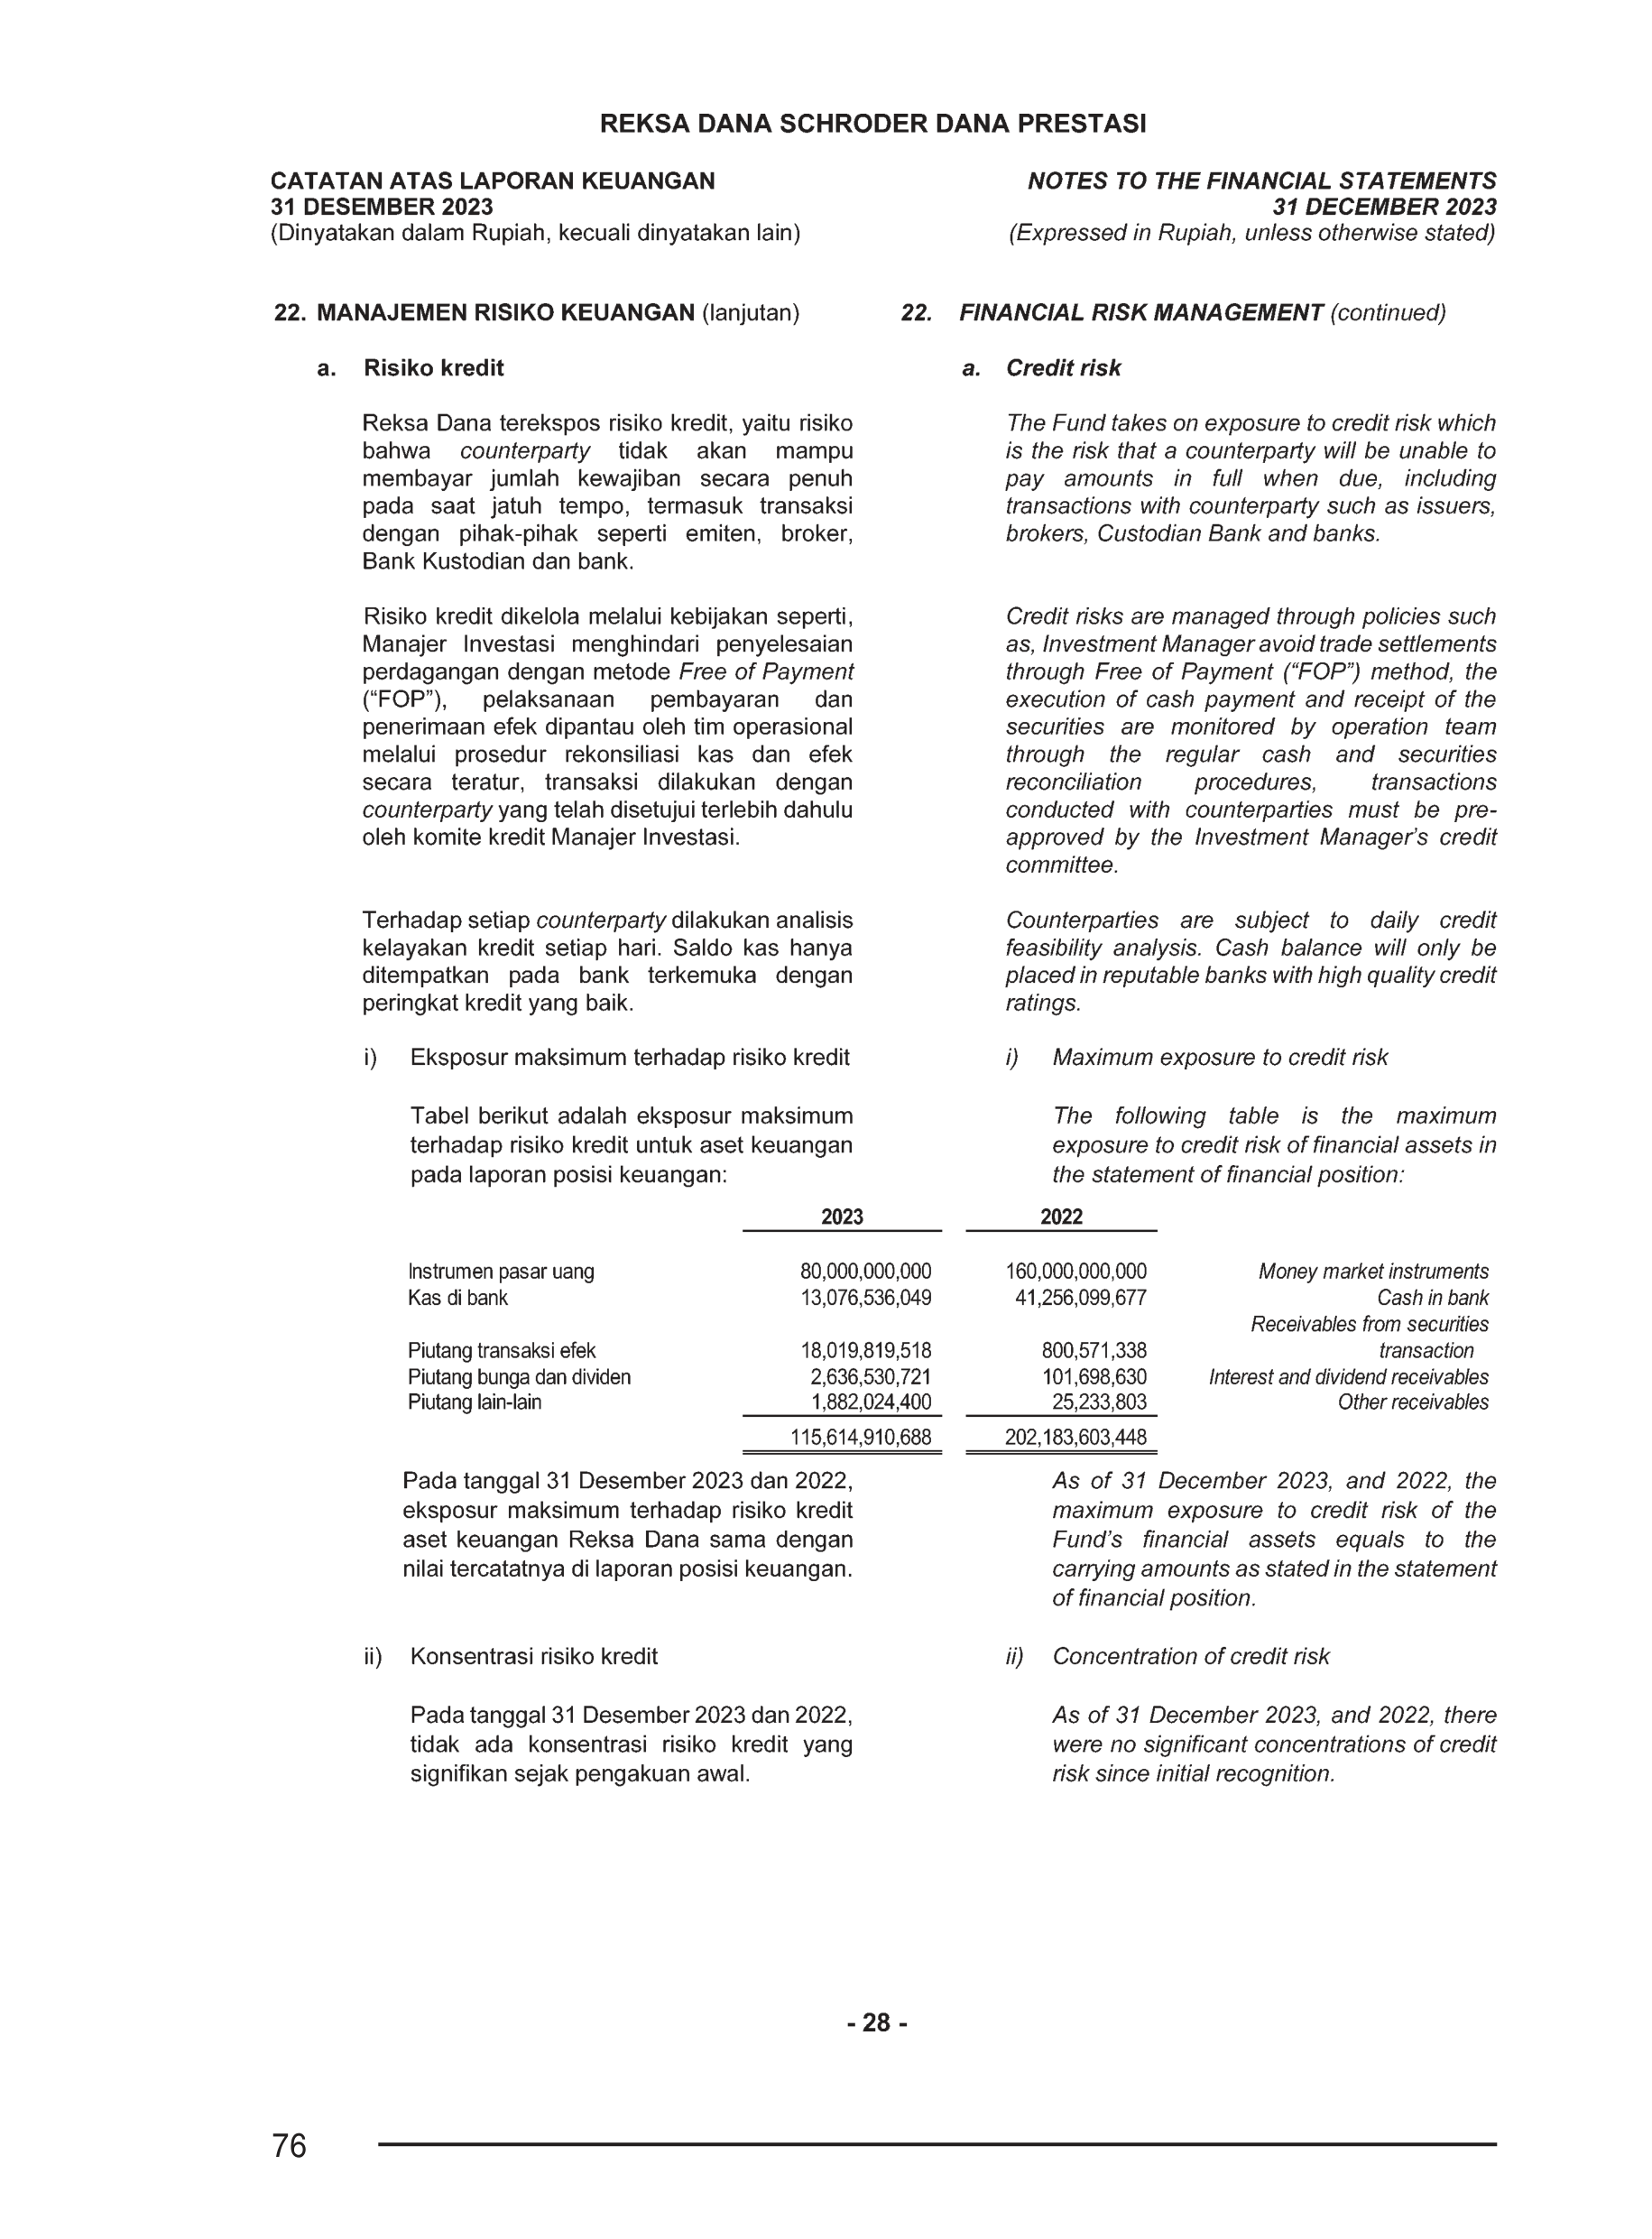 REKSA DANA SCHRODER DANA PRESTASI
CATATAN ATAS LAPORAN KEUANGAN
31 DESEMBER 2023
(Dinyatakan dalam Rupiah, kecuali dinyatakan lain)
NOTES TO THE FINANCIAL STATEMENTS
31 DECEMBER 2023
(Expressed in Rupiah, unless otherwise stated)
22. MANAJEMEN RISIKO KEUANGAN (lanjutan)
a. Risiko kredit
Reksa Dana terekspos risiko kredit, yaitu risiko
bahwa counterparty tidak akan mampu
membayar jumlah kewajiban secara penuh
pada saat jatuh tempo, termasuk transaksi
dengan pihak-pihak seperti emiten, broker,
Bank Kustodian dan bank.
Risiko kredit dikelola melalui kebijakan seperti,
Manajer Investasi menghindari penyelesaian
perdagangan dengan metode Free of Payment
(“FOP”), pelaksanaan pembayaran dan
penerimaan efek dipantau oleh tim operasional
melalui prosedur rekonsiliasi kas dan efek
secara teratur, transaksi dilakukan dengan
counterparty yang telah disetujui terlebih dahulu
oleh komite kredit Manajer Investasi.
Terhadap setiap counterparty dilakukan analisis
kelayakan kredit setiap hari. Saldo kas hanya
ditempatkan pada bank terkemuka dengan
peringkat kredit yang baik.
i) Eksposur maksimum terhadap risiko kredit
Tabel berikut adalah eksposur maksimum
terhadap risiko kredit untuk aset keuangan
pada laporan posisi keuangan:
22. FINANCIAL RISK MANAGEMENT (continued)
a. Credit risk
The Fund takes on exposure to credit risk which
is the risk that a counterparty will be unable to
pay amounts in full when due, including
transactions with counterparty such as issuers,
brokers, Custodian Bank and banks.
Credit risks are managed through policies such
as, Investment Manager avoid trade settlements
through Free of Payment (“FOP”) method, the
execution of cash payment and receipt of the
securities are monitored by operation team
through the regular cash and securities
reconciliation procedures, transactions
conducted with counterparties must be pre-
approved by the Investment Manager’s credit
committee.
Counterparties are subject to daily credit
feasibility analysis. Cash balance will only be
placed in reputable banks with high quality credit
ratings.
i) Maximum exposure to credit risk
The following table is the maximum
exposure to credit risk of financial assets in
the statement of financial position:
2023 2022
Instrumen pasar uang 80,000,000,000 160,000,000,000 Money market instruments
Kas di bank 13,076,536,049 41,256,099,677 Cash in bank
Receivables from securities
Piutang transaksi efek 18,019,819,518 800,571,338 transaction
Piutang bunga dan dividen 2,636,530,721 101,698,630 Interest and dividend receivables
Piutang lain-lain 1,882,024,400 25,233,803 Other receivables
115,614,910,688 202,183,603,448
Pada tanggal 31 Desember 2023 dan 2022,
eksposur maksimum terhadap risiko kredit
aset keuangan Reksa Dana sama dengan
nilai tercatatnya di laporan posisi keuangan.
ii) Konsentrasi risiko kredit
Pada tanggal 31 Desember 2023 dan 2022,
tidak ada konsentrasi risiko kredit yang
signifikan sejak pengakuan awal.
As of 31 December 2023, and 2022, the
maximum exposure to credit risk of the
Fund’s financial assets equals to the
carrying amounts as stated in the statement
of financial position.
ii) Concentration of credit risk
As of 31 December 2023, and 2022, there
were no significant concentrations of credit
risk since initial recognition.
- 28 -
76